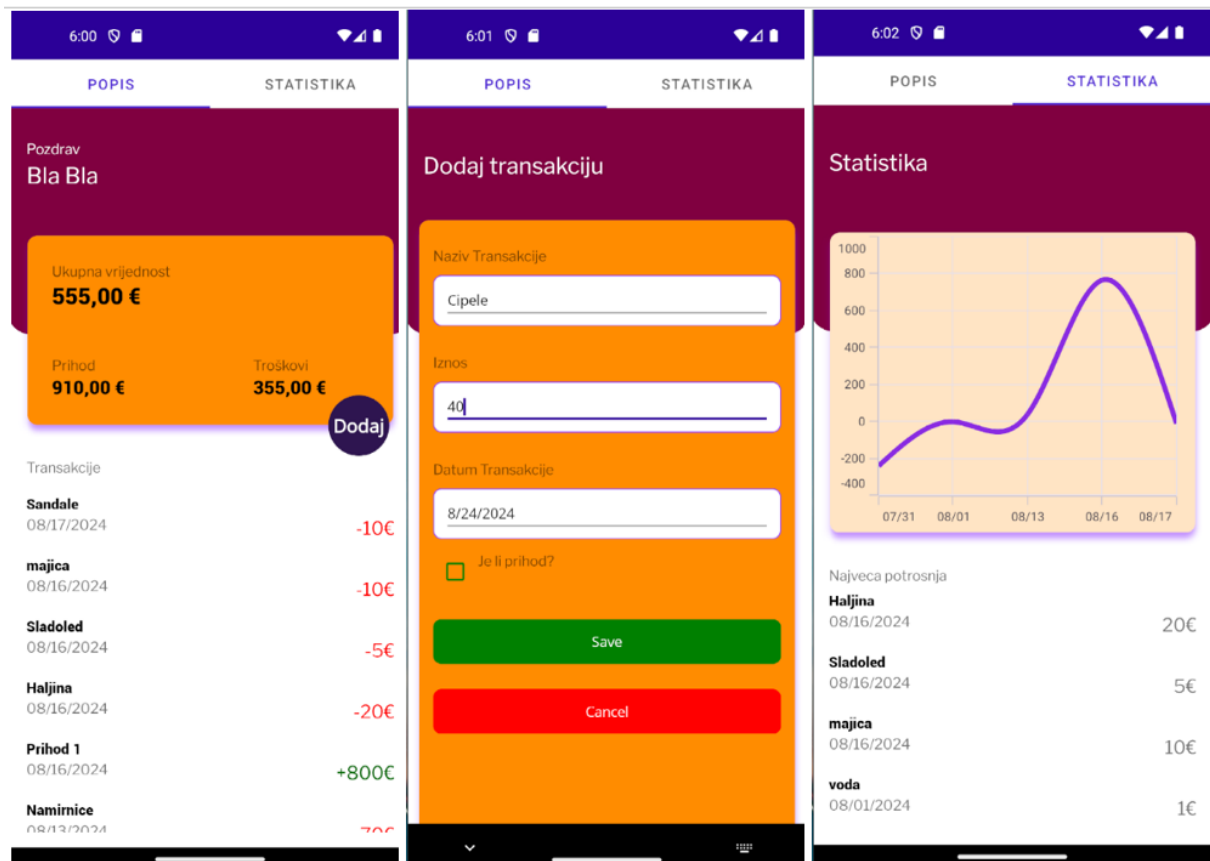 6:00
POPIS STATISTIKA
Pozdrav
Bla Bla
Ukupna vrijednost
555,00 €
Prihod Troškovi
910,00 € 355,00 €
Dodaj
Transakcije
Sandale
08/17/2024 -10€
majica
08/16/2024 -10€
Sladoled
08/16/2024 -5€
Haljina
08/16/2024 -20€
Prihod 1
08/16/2024 +800€
Namirnice
08/13/2024 -70€
6:01
POPIS STATISTIKA
Dodaj transakciju
Naziv Transakcije
Cipele
Iznos
40
Datum Transakcije
8/24/2024
Je li prihod?
Save
Cancel
6:02
POPIS STATISTIKA
Statistika
1000
800
600
400
200
0
-200
-400
07/31 08/01 08/13 08/16 08/17
Najveca potrosnja
Haljina
08/16/2024 20€
Sladoled
08/16/2024 5€
majica
08/16/2024 10€
voda
08/01/2024 1€